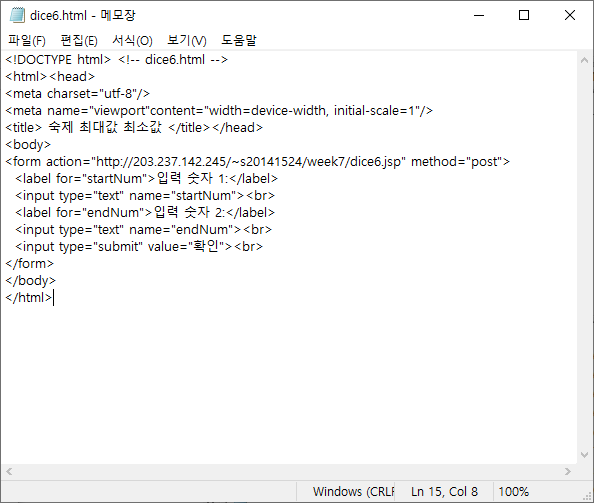 dice6.html - 메모장
파일(F) 편집(E) 서식(O) 보기(V) 도움말
<!DOCTYPE html> <!-- dice6.html -->
<html><head>
<meta charset="utf-8"/>
<meta name="viewport"content="width=device-width, initial-scale=1"/>
<title> 숙제 최대값 최소값 </title></head>
<body>
<form action="http://203.237.142.245/~s20141524/week7/dice6.jsp" method="post">
<label for="startNum">입력 숫자 1:</label>
<input type="text" name="startNum"><br>
<label for="endNum">입력 숫자 2:</label>
<input type="text" name="endNum"><br>
<input type="submit" value="확인"><br>
</form>
</body>
</html>
Windows (CRLF Ln 15, Col 8 100%